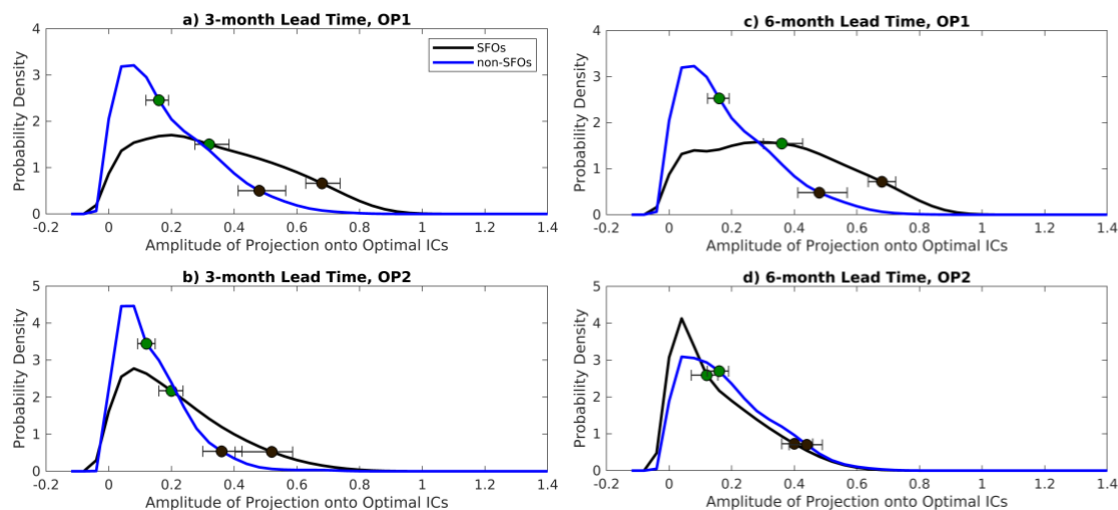 a) 3-month Lead Time, OP1
4
3
2
1
0
Probability Density
SFOs
non-SFOs
-0.2 0 0.2 0.4 0.6 0.8 1 1.2 1.4
Amplitude of Projection onto Optimal ICs
c) 6-month Lead Time, OP1
4
3
2
1
0
Probability Density
-0.2 0 0.2 0.4 0.6 0.8 1 1.2 1.4
Amplitude of Projection onto Optimal ICs
b) 3-month Lead Time, OP2
5
4
3
2
1
0
Probability Density
-0.2 0 0.2 0.4 0.6 0.8 1 1.2 1.4
Amplitude of Projection onto Optimal ICs
d) 6-month Lead Time, OP2
5
4
3
2
1
0
Probability Density
-0.2 0 0.2 0.4 0.6 0.8 1 1.2 1.4
Amplitude of Projection onto Optimal ICs